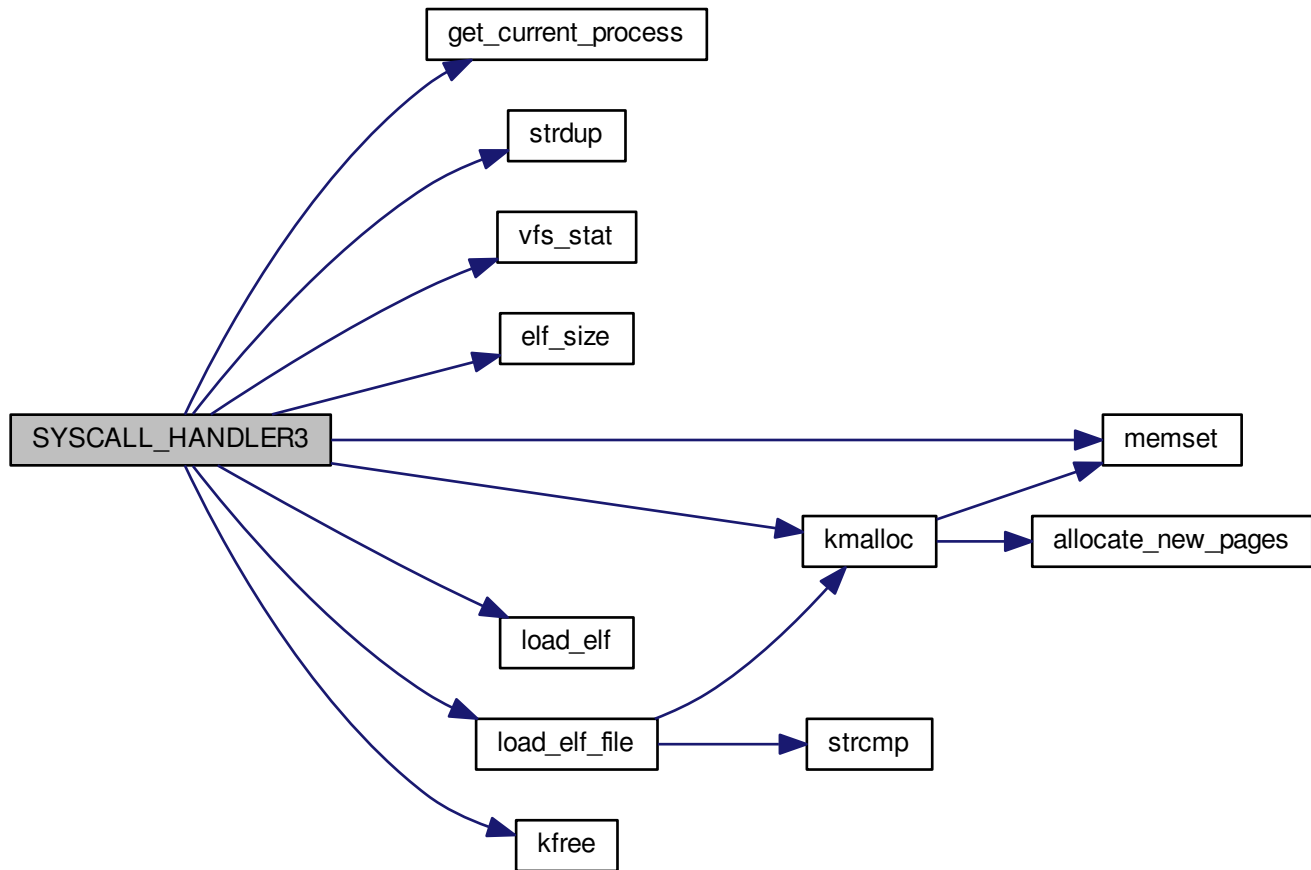 get_current_process
strdup
vfs_stat
elf_size
SYSCALL_HANDLER3
memset
kmalloc
allocate_new_pages
load_elf
load_elf_file
strcmp
kfree